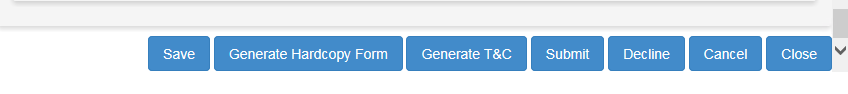 Save Generate Hardcopy Form Generate T&C Submit Decline Cancel Close